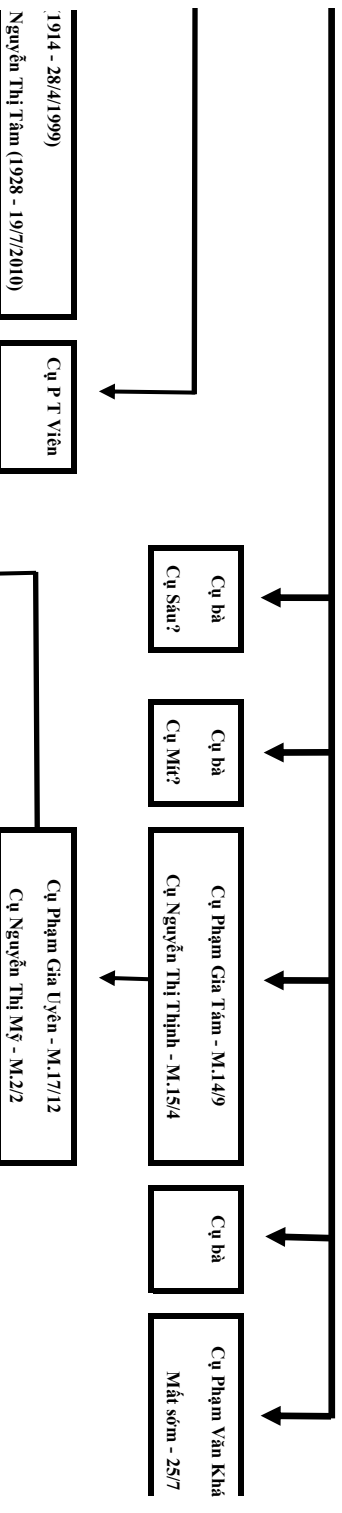 Cụ bà
Cụ Sáu?
Cụ bà
Cụ Mít?
Cụ Phạm Gia Tám - M.14/9
Cụ Nguyễn Thị Thịnh - M.15/4
Cụ bà
Cụ Phạm Văn Khá
Mất sớm - 25/7
(1914 - 28/4/1999)
Nguyễn Thị Tâm (1928 - 19/7/2010)
Cụ P T Viên
Cụ Phạm Gia Uyên - M.17/12
Cụ Nguyễn Thị Mỹ - M.2/2